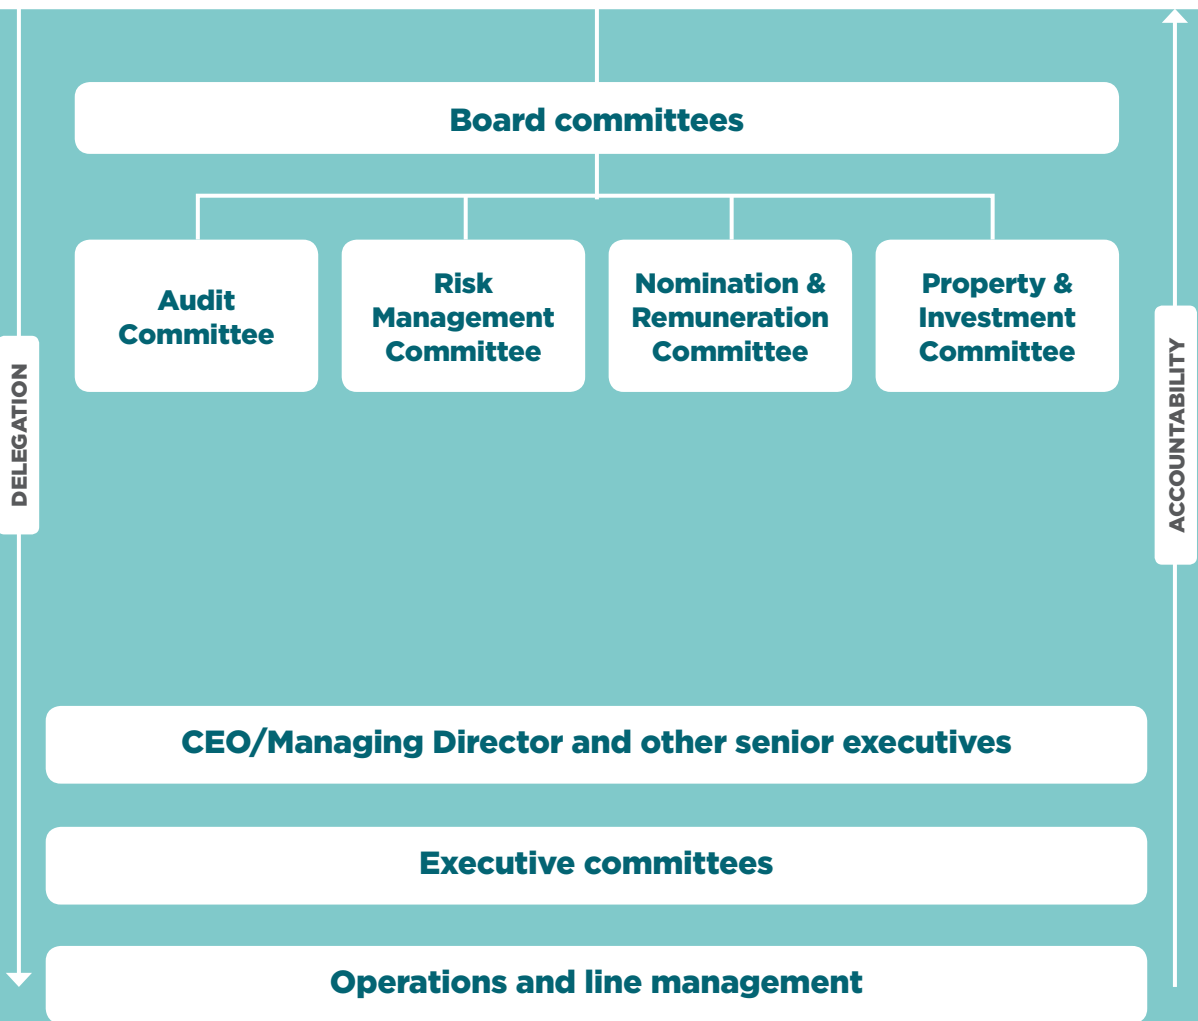 Board committees
Audit
Committee
Risk
Management
Committee
Nomination &
Remuneration
Committee
Property &
Investment
Committee
DELEGATION
ACCOUNTABILITY
CEO/Managing Director and other senior executives
Executive committees
Operations and line management